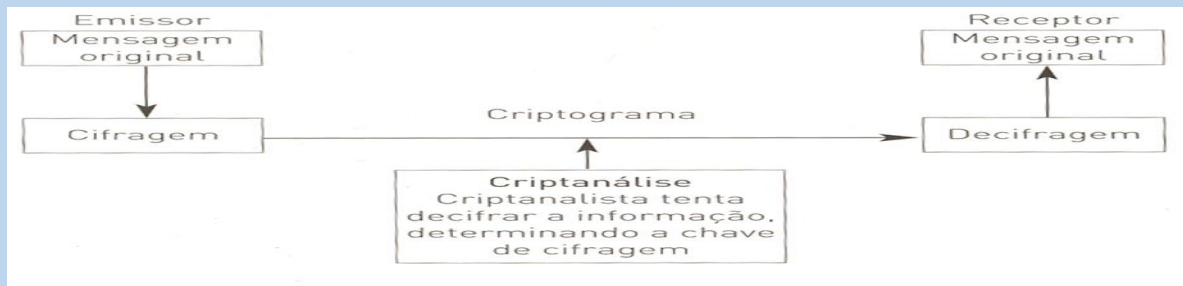 Emissor
Mensagem
original
Cifragem
Criptograma
Criptanálise
Criptanalista tenta
decifrar a informação,
determinando a chave
de cifragem
Receptor
Mensagem
original
Decifragem